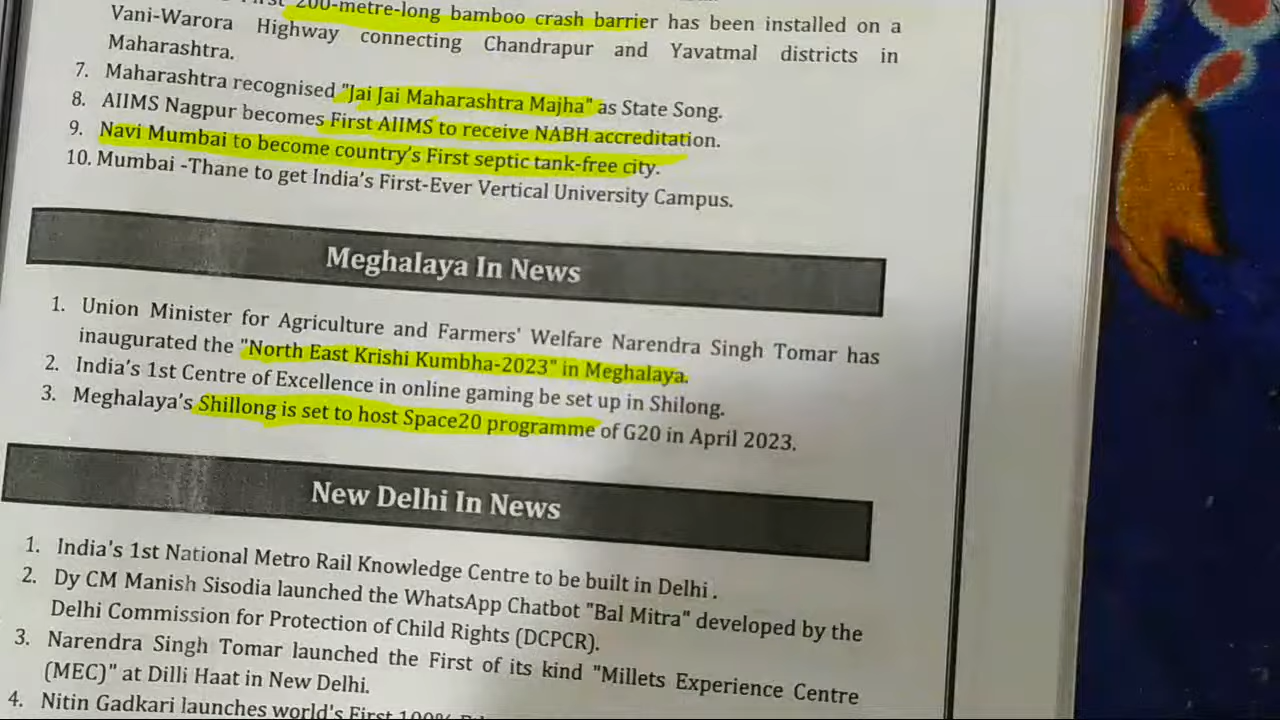 200-metre-long bamboo crash barrier has been installed on a
Vani-Warora Highway connecting Chandrapur and Yavatmal districts in
Maharashtra.
7. Maharashtra recognised "Jai Jai Maharashtra Majha" as State Song.
8. AIIMS Nagpur becomes First AIIMS to receive NABH accreditation.
9. Navi Mumbai to become country's First septic tank-free city.
10. Mumbai -Thane to get India's First-Ever Vertical University Campus.
Meghalaya In News
1. Union Minister for Agriculture and Farmers' Welfare Narendra Singh Tomar has
inaugurated the "North East Krishi Kumbha-2023" in Meghalaya.
2. India's 1st Centre of Excellence in online gaming be set up in Shilong.
3. Meghalaya's Shillong is set to host Space20 programme of G20 in April 2023.
New Delhi In News
1. India's 1st National Metro Rail Knowledge Centre to be built in Delhi .
2. Dy CM Manish Sisodia launched the WhatsApp Chatbot "Bal Mitra" developed by the
Delhi Commission for Protection of Child Rights (DCPCR).
3. Narendra Singh Tomar launched the First of its kind "Millets Experience Centre
(MEC)" at Dilli Haat in New Delhi.
4. Nitin Gadkari launches world's First 100%